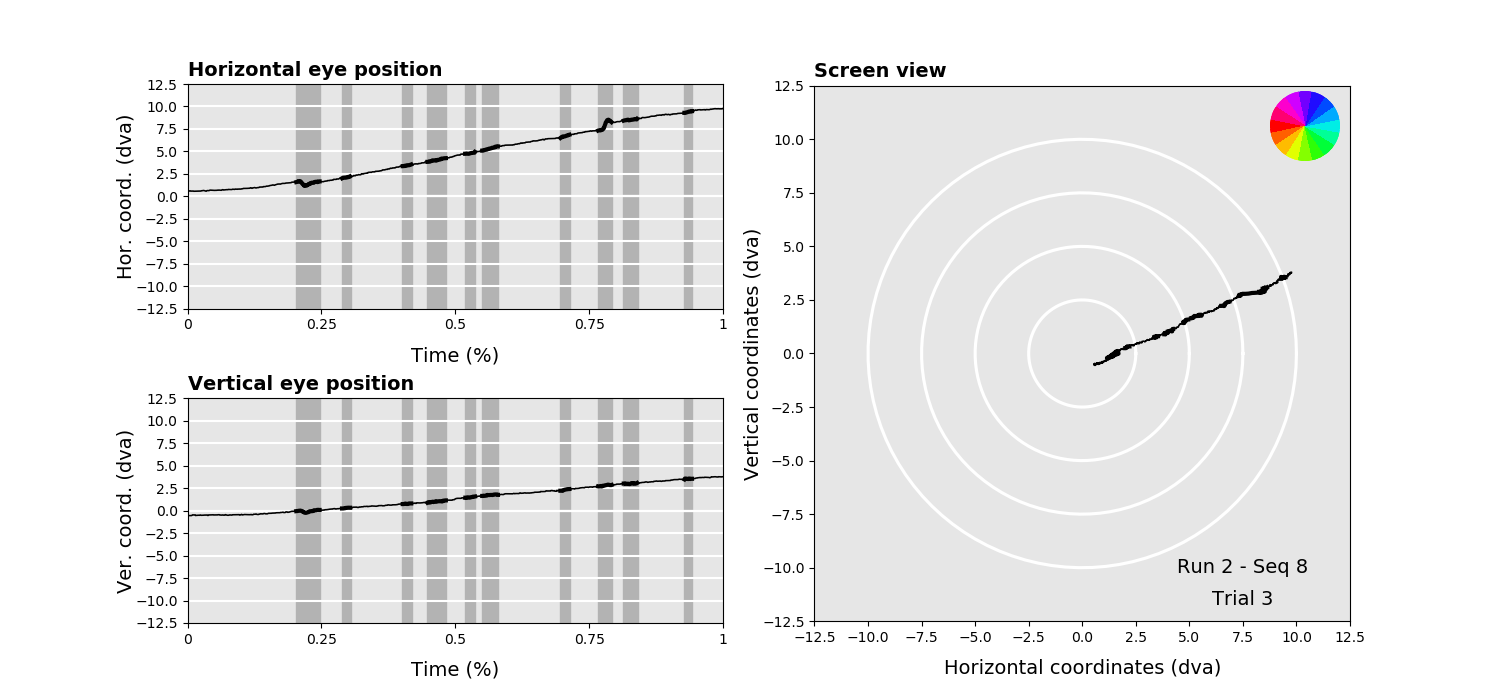 Horizontal eye position
12.5
10.0
7.5
5.0
2.5
0.0
−2.5
−5.0
−7.5
−10.0
−12.5
Hor. coord. (dva)
0 0.25 0.5 0.75 1
Time (%)
Vertical eye position
12.5
10.0
7.5
5.0
2.5
0.0
−2.5
−5.0
−7.5
−10.0
−12.5
Ver. coord. (dva)
0 0.25 0.5 0.75 1
Time (%)
Screen view
12.5
10.0
7.5
5.0
2.5
0.0
−2.5
−5.0
−7.5
−10.0
−12.5
Vertical coordinates (dva)
Run 2 - Seq 8
Trial 3
−12.5 −10.0 −7.5 −5.0 −2.5 0.0 2.5 5.0 7.5 10.0 12.5
Horizontal coordinates (dva)